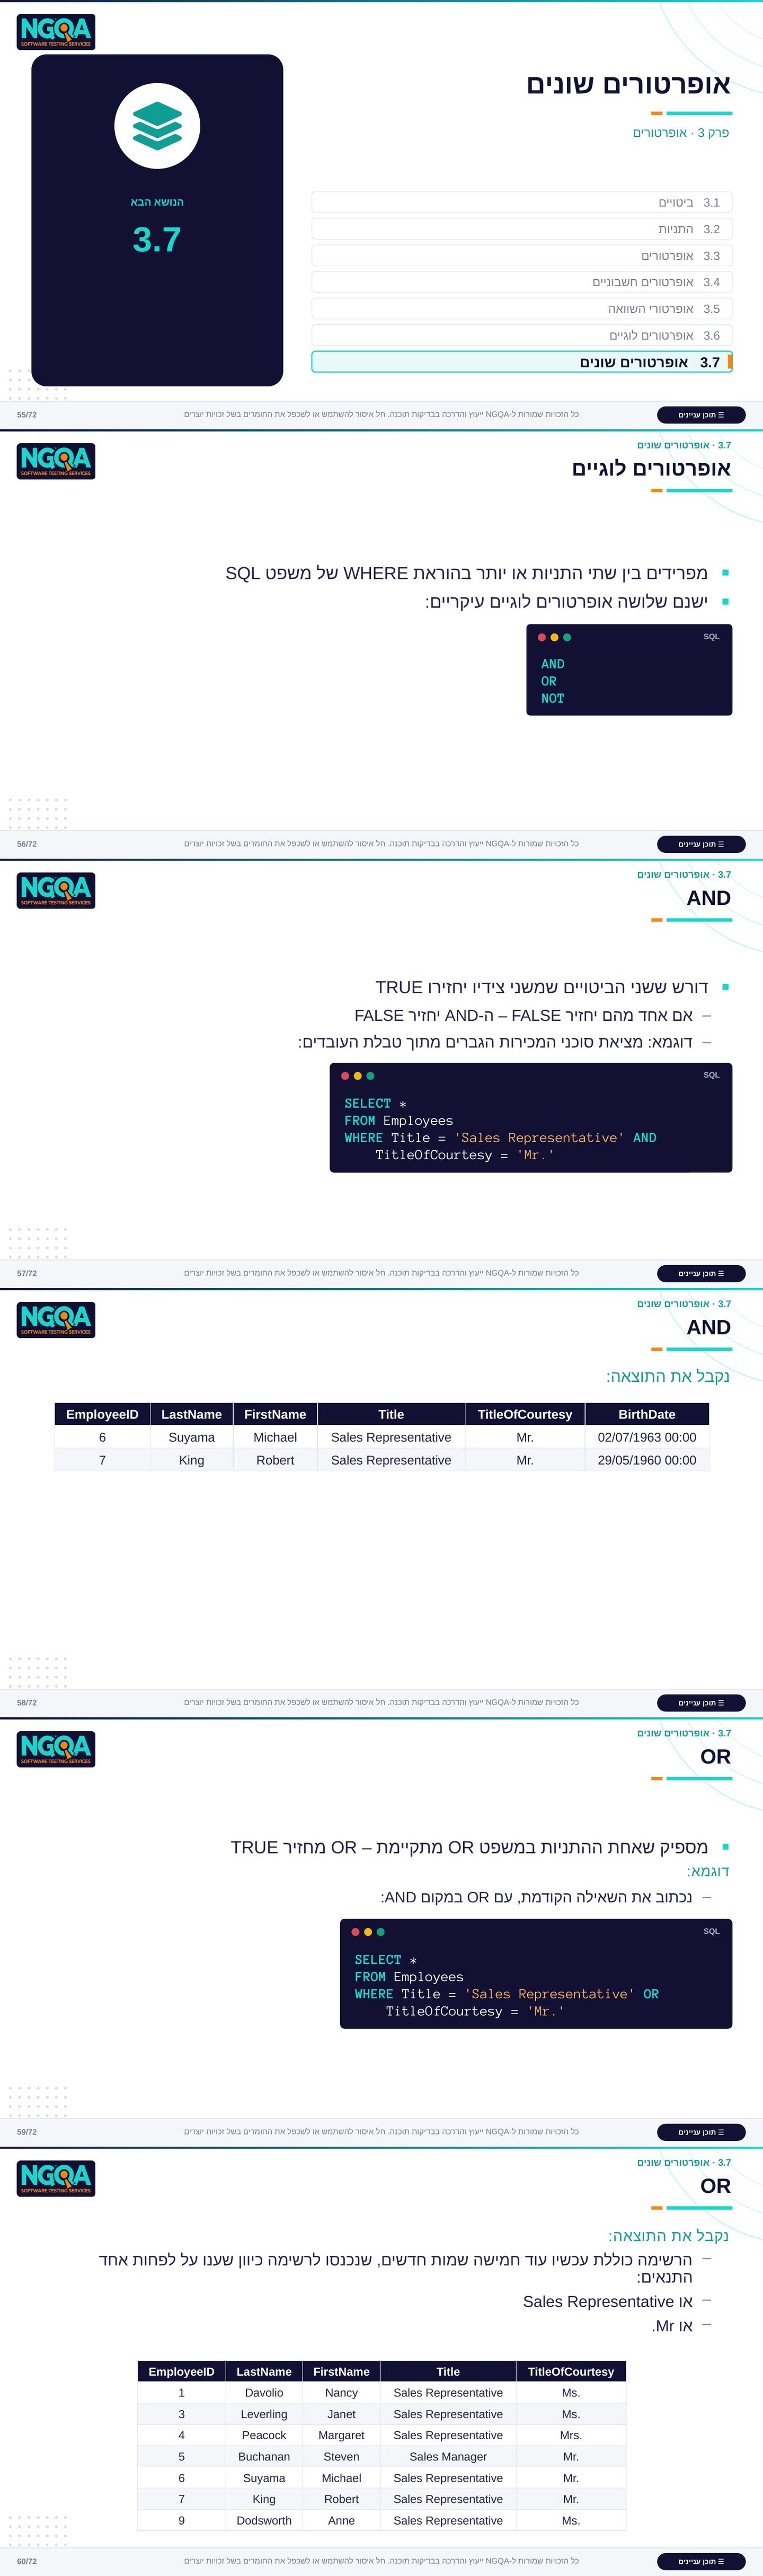 NGQA
SOFTWARE TESTING SERVICES
אופרטורים שונים
פרק 3 · אופרטורים
הנושא הבא
3.7
3.1 ביטויים
3.2 התניות
3.3 אופרטורים
3.4 אופרטורים חשבוניים
3.5 אופרטורי השוואה
3.6 אופרטורים לוגיים
3.7 אופרטורים שונים
☰ תוכן עניינים
כל הזכויות שמורות ל-NGQA ייעוץ והדרכה בבדיקות תוכנה. חל איסור להשתמש או לשכפל את החומרים בשל זכויות יוצרים
55/72
NGQA
SOFTWARE TESTING SERVICES
3.7 · אופרטורים שונים
אופרטורים לוגיים
מפרידים בין שתי התניות או יותר בהוראת WHERE של משפט SQL
ישנם שלושה אופרטורים לוגיים עיקריים:
SQL
AND
OR
NOT
☰ תוכן עניינים
כל הזכויות שמורות ל-NGQA ייעוץ והדרכה בבדיקות תוכנה. חל איסור להשתמש או לשכפל את החומרים בשל זכויות יוצרים
56/72
NGQA
SOFTWARE TESTING SERVICES
3.7 · אופרטורים שונים
AND
דורש ששני הביטויים שמשני צידיו יחזירו TRUE
– אם אחד מהם יחזיר FALSE – ה-AND יחזיר FALSE
– דוגמא: מציאת סוכני המכירות הגברים מתוך טבלת העובדים:
SQL
SELECT *
FROM Employees
WHERE Title = 'Sales Representative' AND
TitleOfCourtesy = 'Mr.'
☰ תוכן עניינים
כל הזכויות שמורות ל-NGQA ייעוץ והדרכה בבדיקות תוכנה. חל איסור להשתמש או לשכפל את החומרים בשל זכויות יוצרים
57/72
NGQA
SOFTWARE TESTING SERVICES
3.7 · אופרטורים שונים
AND
נקבל את התוצאה:
EmployeeID LastName FirstName Title TitleOfCourtesy BirthDate
6 Suyama Michael Sales Representative Mr. 02/07/1963 00:00
7 King Robert Sales Representative Mr. 29/05/1960 00:00
☰ תוכן עניינים
כל הזכויות שמורות ל-NGQA ייעוץ והדרכה בבדיקות תוכנה. חל איסור להשתמש או לשכפל את החומרים בשל זכויות יוצרים
58/72
NGQA
SOFTWARE TESTING SERVICES
3.7 · אופרטורים שונים
OR
מספיק שאחת ההתניות במשפט OR מתקיימת – OR מחזיר TRUE
דוגמא:
– נכתוב את השאילה הקודמת, עם OR במקום AND:
SQL
SELECT *
FROM Employees
WHERE Title = 'Sales Representative' OR
TitleOfCourtesy = 'Mr.'
☰ תוכן עניינים
כל הזכויות שמורות ל-NGQA ייעוץ והדרכה בבדיקות תוכנה. חל איסור להשתמש או לשכפל את החומרים בשל זכויות יוצרים
59/72
NGQA
SOFTWARE TESTING SERVICES
3.7 · אופרטורים שונים
OR
נקבל את התוצאה:
– הרשימה כוללת עכשיו עוד חמישה שמות חדשים, שנכנסו לרשימה כיוון שענו על לפחות אחד
התנאים:
– או Sales Representative
– או Mr.
EmployeeID LastName FirstName Title TitleOfCourtesy
1 Davolio Nancy Sales Representative Ms.
3 Leverling Janet Sales Representative Ms.
4 Peacock Margaret Sales Representative Mrs.
5 Buchanan Steven Sales Manager Mr.
6 Suyama Michael Sales Representative Mr.
7 King Robert Sales Representative Mr.
9 Dodsworth Anne Sales Representative Ms.
☰ תוכן עניינים
כל הזכויות שמורות ל-NGQA ייעוץ והדרכה בבדיקות תוכנה. חל איסור להשתמש או לשכפל את החומרים בשל זכויות יוצרים
60/72